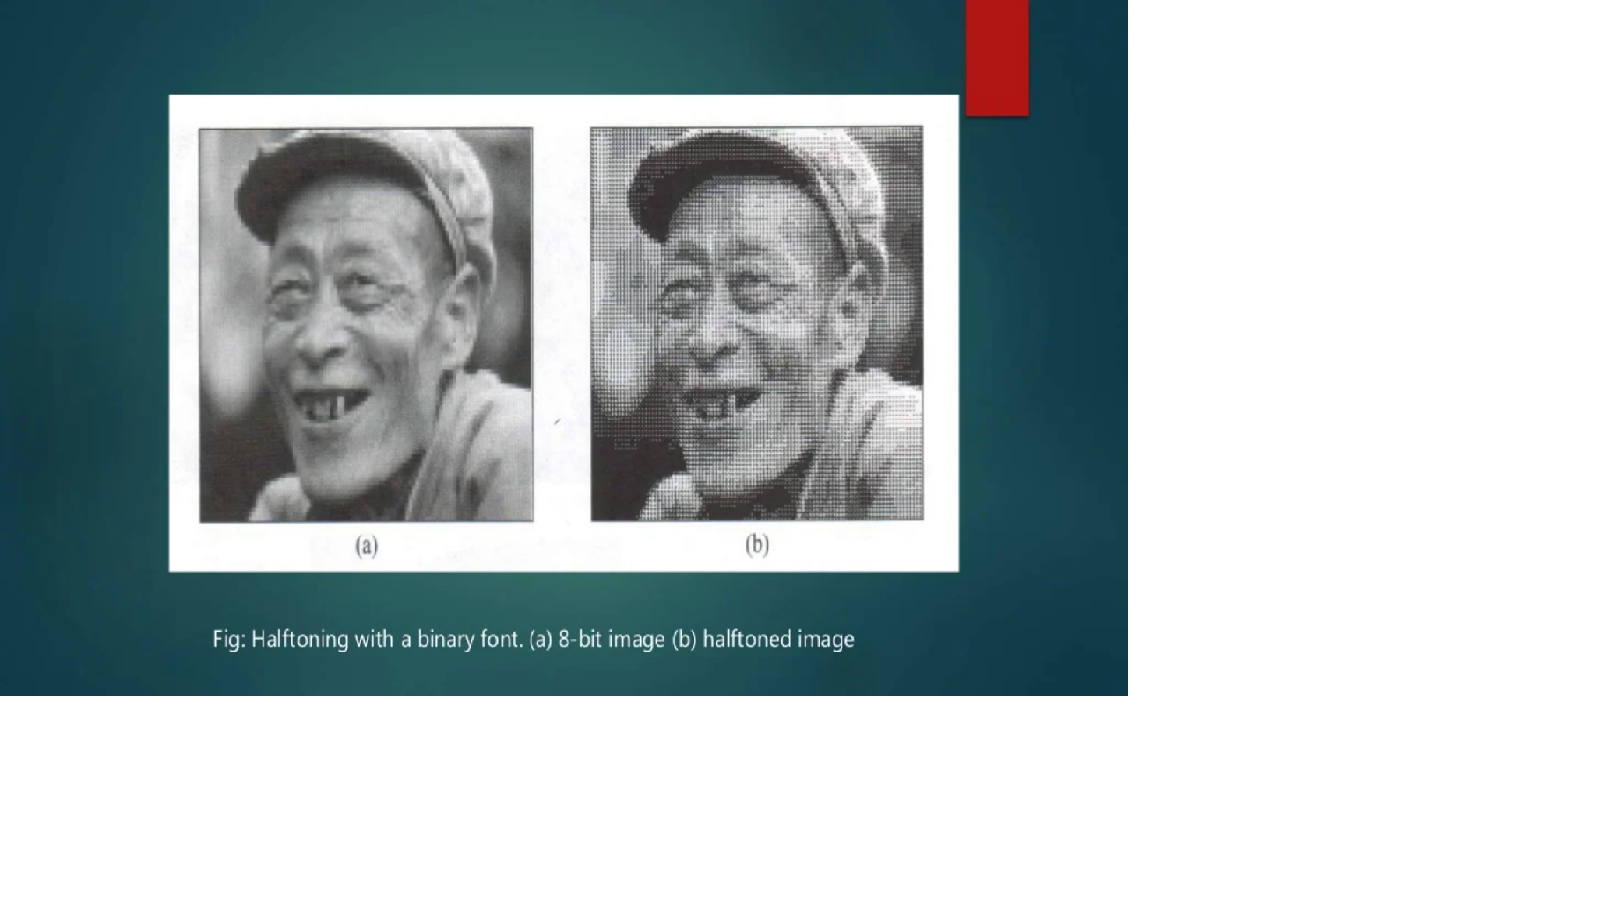 (a)
(b)
Fig: Halftoning with a binary font. (a) 8-bit image (b) halftoned image